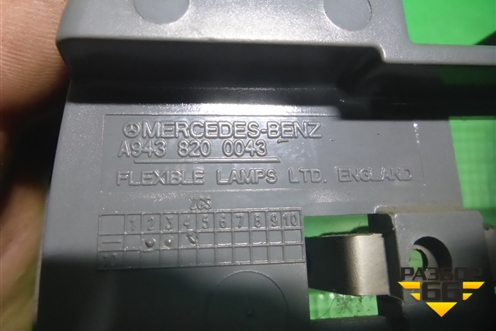 MERCEDES-BENZ
A943 820 0043
FLEXIBLE LAMPS LTD. ENGLAND
1 2 3 4 5 6 7 8 9 10
РАЗБОР
66